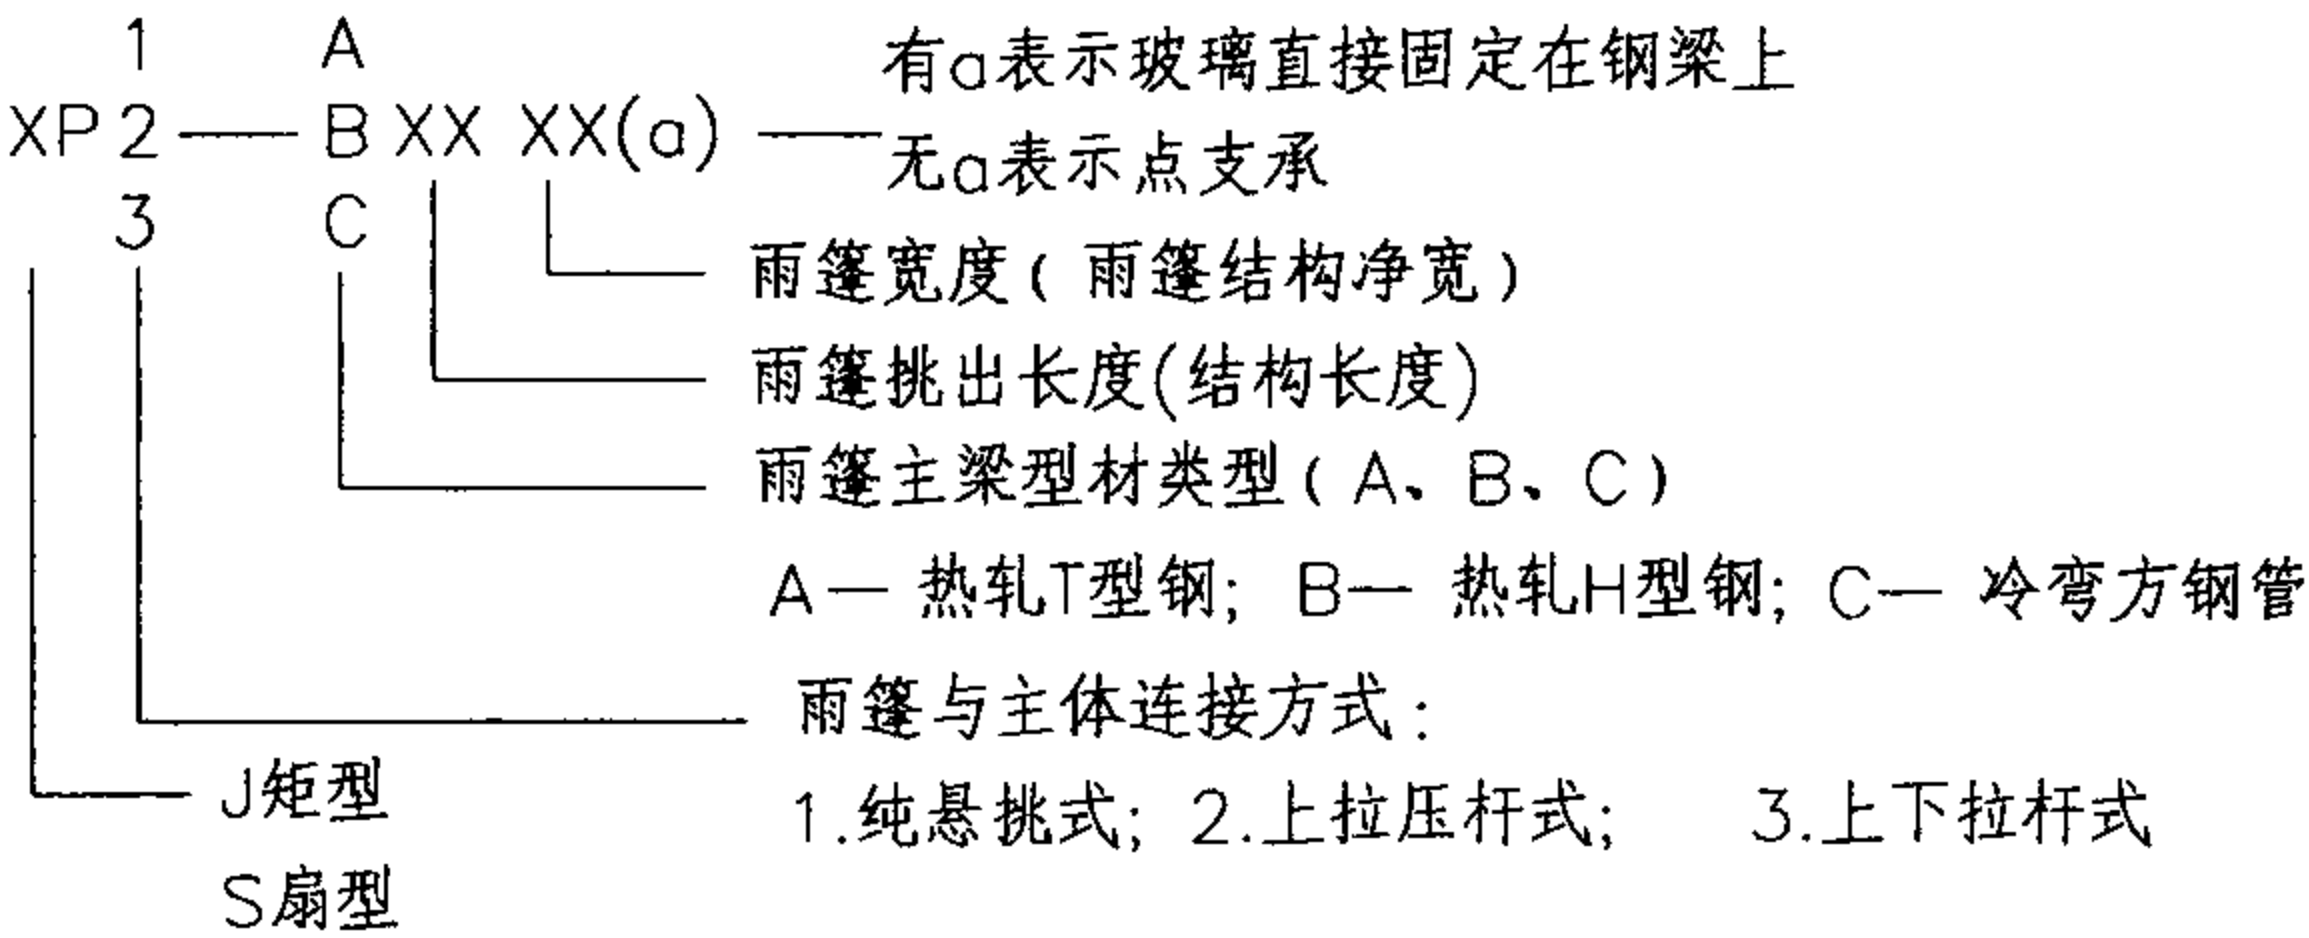 1 A
XP 2 — B XX XX(a) — 有a表示玻璃直接固定在钢梁上
无a表示点支承
3 C
雨篷宽度( 雨篷结构净宽 )
雨篷挑出长度(结构长度)
雨篷主梁型材类型( A、B、C )
A— 热轧T型钢; B— 热轧H型钢; C— 冷弯方钢管
雨篷与主体连接方式:
J矩型
1.纯悬挑式; 2.上拉压杆式; 3.上下拉杆式
S扇型